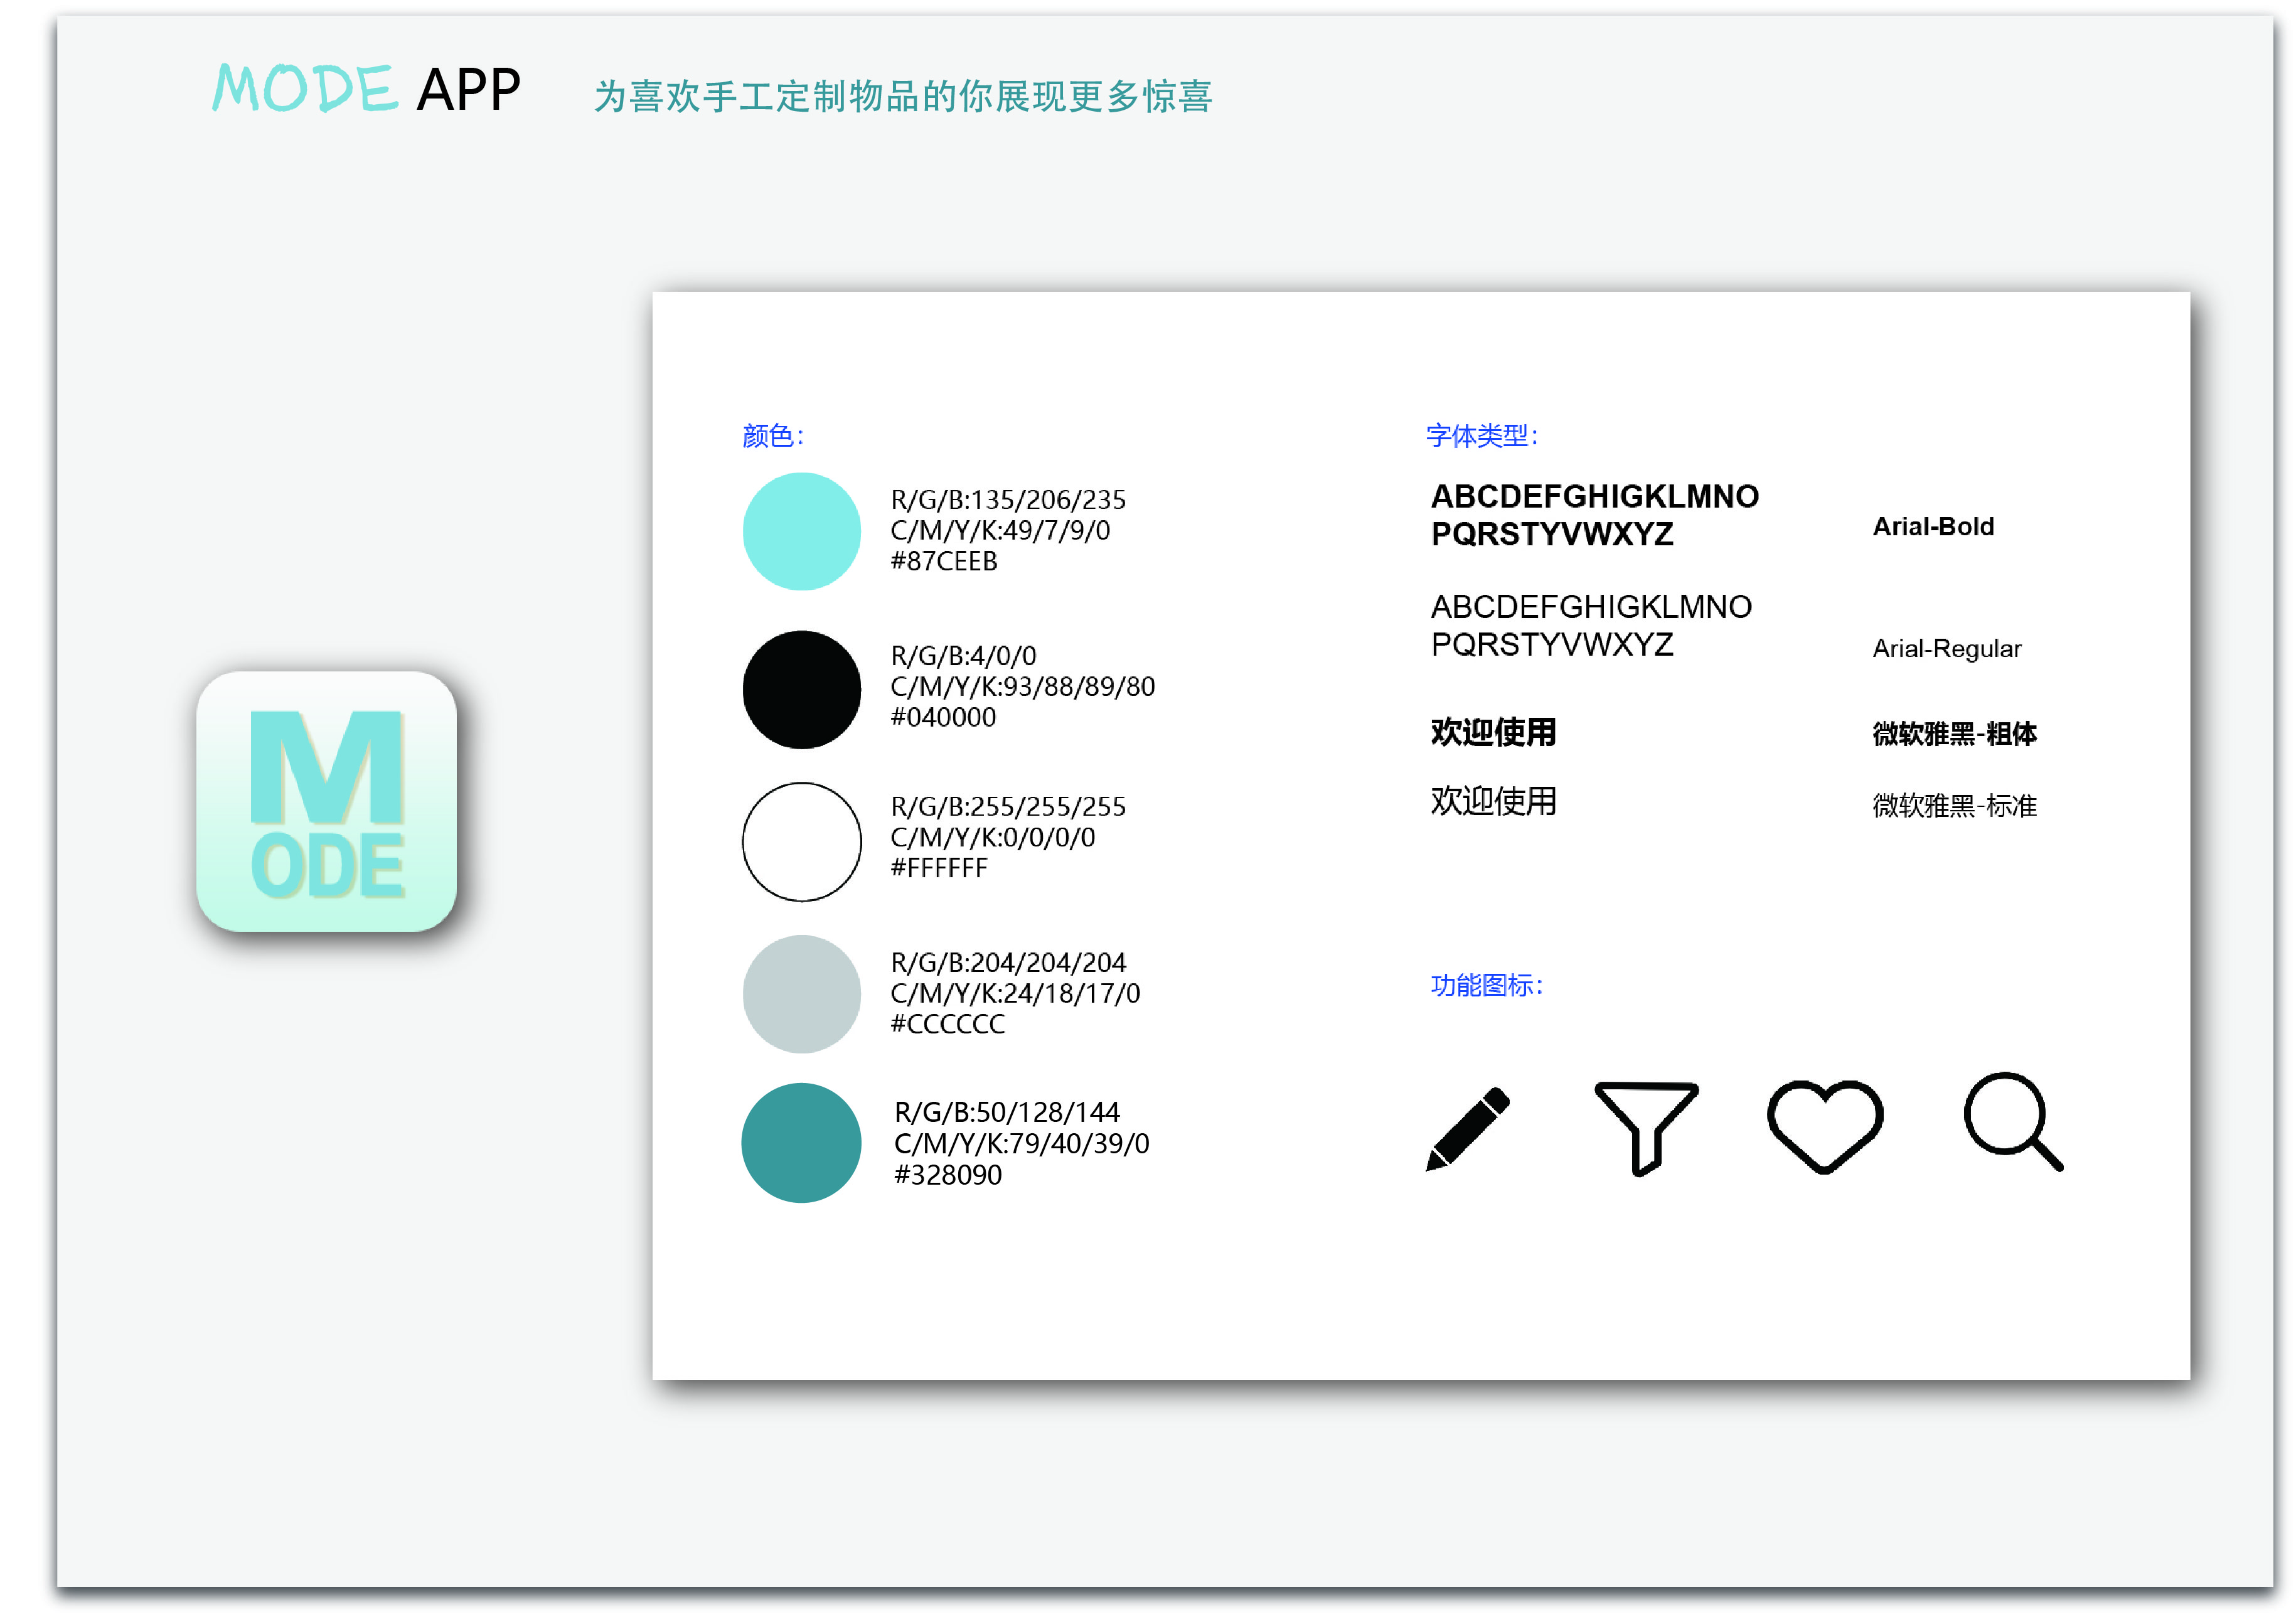 MODE APP 为喜欢手工定制物品的你展现更多惊喜
M
ODE
颜色：
R/G/B:135/206/235
C/M/Y/K:49/7/9/0
#87CEEB
R/G/B:4/0/0
C/M/Y/K:93/88/89/80
#040000
R/G/B:255/255/255
C/M/Y/K:0/0/0/0
#FFFFFF
R/G/B:204/204/204
C/M/Y/K:24/18/17/0
#CCCCCC
R/G/B:50/128/144
C/M/Y/K:79/40/39/0
#328090
字体类型：
ABCDEFGHIGKLMNO
PQRSTYVWXYZ
Arial-Bold
ABCDEFGHIGKLMNO
PQRSTYVWXYZ
Arial-Regular
欢迎使用 微软雅黑-粗体
欢迎使用 微软雅黑-标准
功能图标：